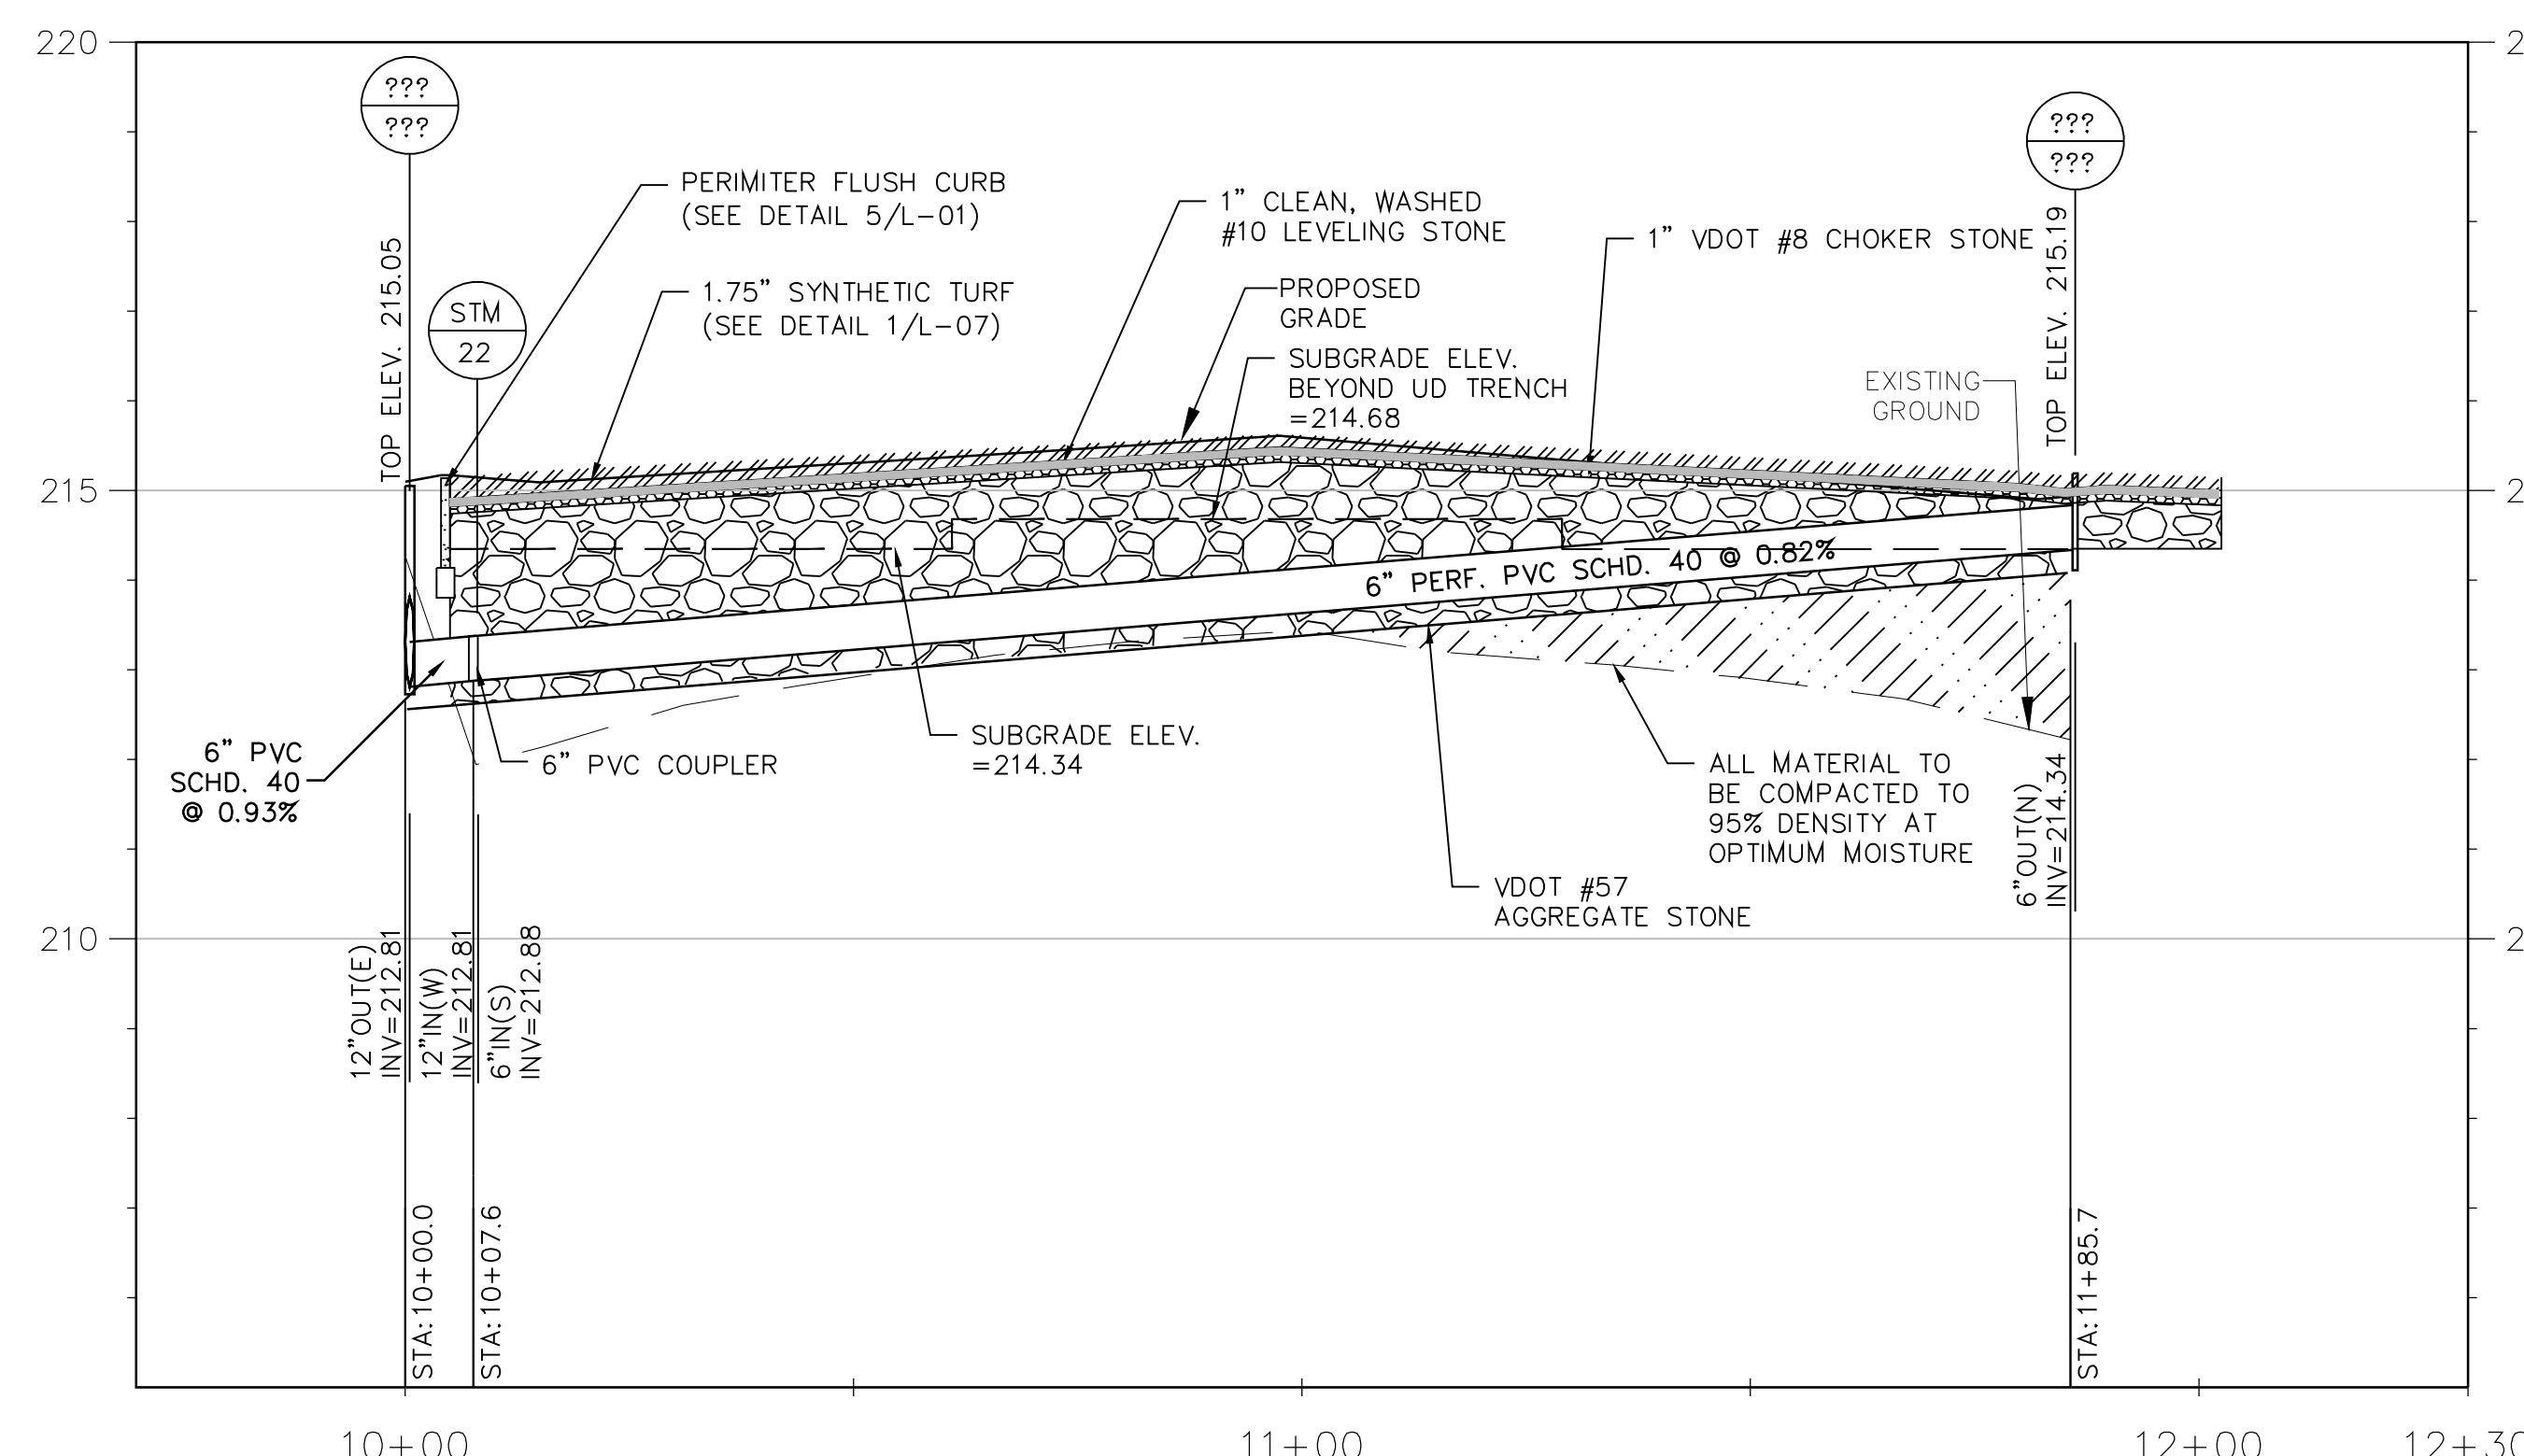 220
2
???
???
???
???
PERIMITER FLUSH CURB
(SEE DETAIL 5/L-01)
1" CLEAN, WASHED
#10 LEVELING STONE
1" VDOT #8 CHOKER STONE
TOP ELEV. 215.05
TOP ELEV. 215.19
STM
22
1.75" SYNTHETIC TURF
(SEE DETAIL 1/L-07)
PROPOSED
GRADE
SUBGRADE ELEV.
BEYOND UD TRENCH
=214.68
EXISTING
GROUND
215
2
6" PERF. PVC SCHD. 40 @ 0.82%
6" PVC
SCHD. 40
@ 0.93%
6" PVC COUPLER
SUBGRADE ELEV.
=214.34
ALL MATERIAL TO
BE COMPACTED TO
95% DENSITY AT
OPTIMUM MOISTURE
VDOT #57
AGGREGATE STONE
6"OUT(N)
INV=214.34
210
2
12"OUT(E)
INV=212.81
12"IN(W)
INV=212.81
6"IN(S)
INV=212.88
STA:10+00.0
STA:10+07.6
STA:11+85.7
10+00
11+00
12+00
12+30